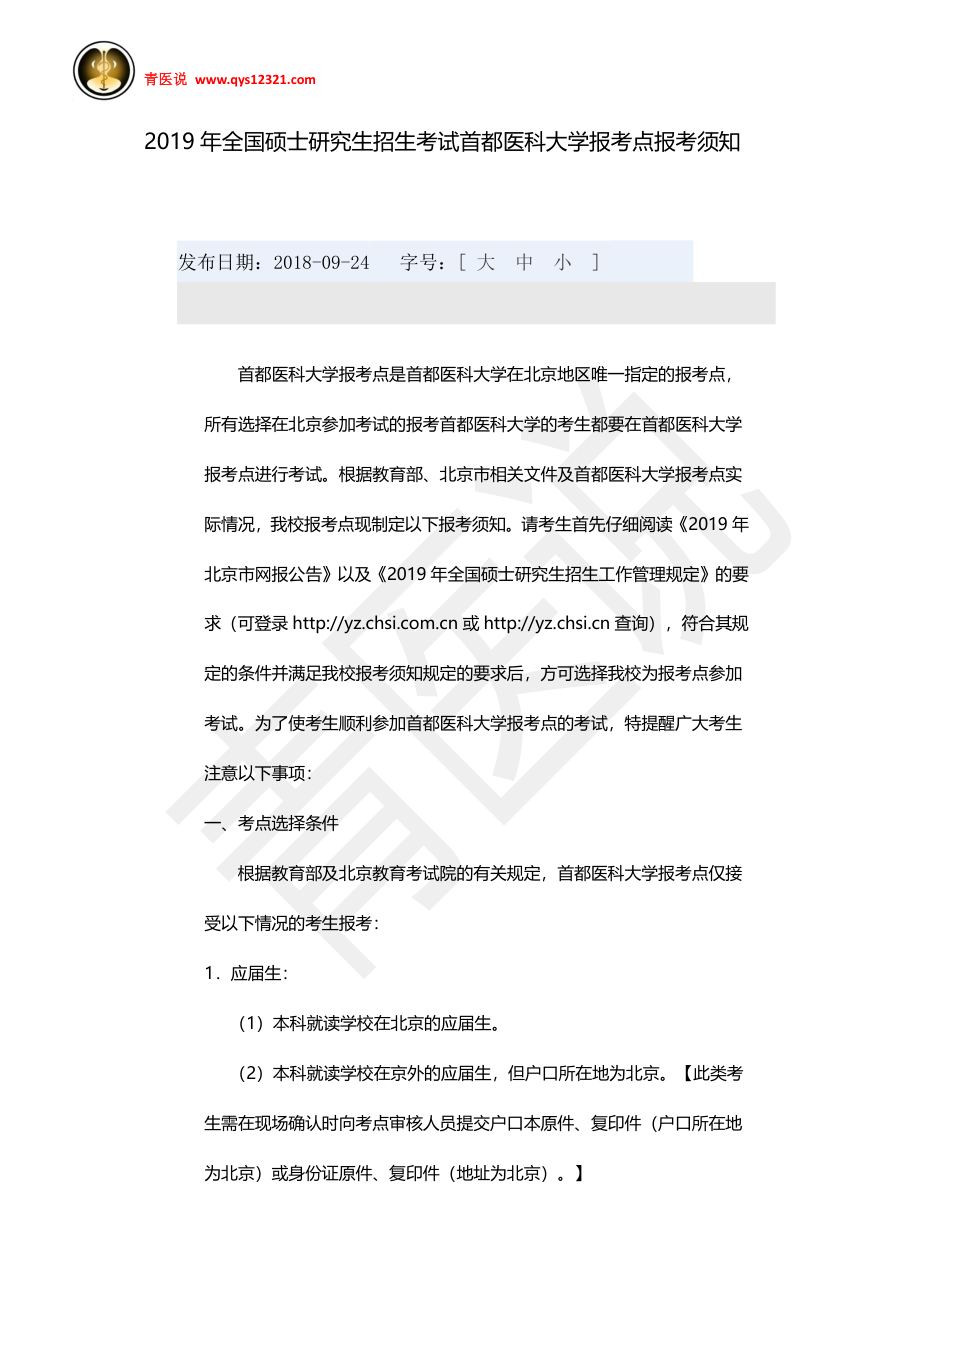 青医说 www.qys12321.com
2019 年全国硕士研究生招生考试首都医科大学报考点报考须知
发布日期：2018-09-24 字号：[ 大 中 小 ]
首都医科大学报考点是首都医科大学在北京地区唯一指定的报考点，
所有选择在北京参加考试的报考首都医科大学的考生都要在首都医科大学
报考点进行考试。根据教育部、北京市相关文件及首都医科大学报考点实
际情况，我校报考点现制定以下报考须知。请考生首先仔细阅读《2019 年
北京市网报公告》以及《2019 年全国硕士研究生招生工作管理规定》的要
求（可登录 http://yz.chsi.com.cn 或 http://yz.chsi.cn 查询），符合其规
定的条件并满足我校报考须知规定的要求后，方可选择我校为报考点参加
考试。为了使考生顺利参加首都医科大学报考点的考试，特提醒广大考生
注意以下事项：
一、考点选择条件
根据教育部及北京教育考试院的有关规定，首都医科大学报考点仅接
受以下情况的考生报考：
1．应届生：
（1）本科就读学校在北京的应届生。
（2）本科就读学校在京外的应届生，但户口所在地为北京。【此类考
生需在现场确认时向考点审核人员提交户口本原件、复印件（户口所在地
为北京）或身份证原件、复印件（地址为北京）。】
青医说